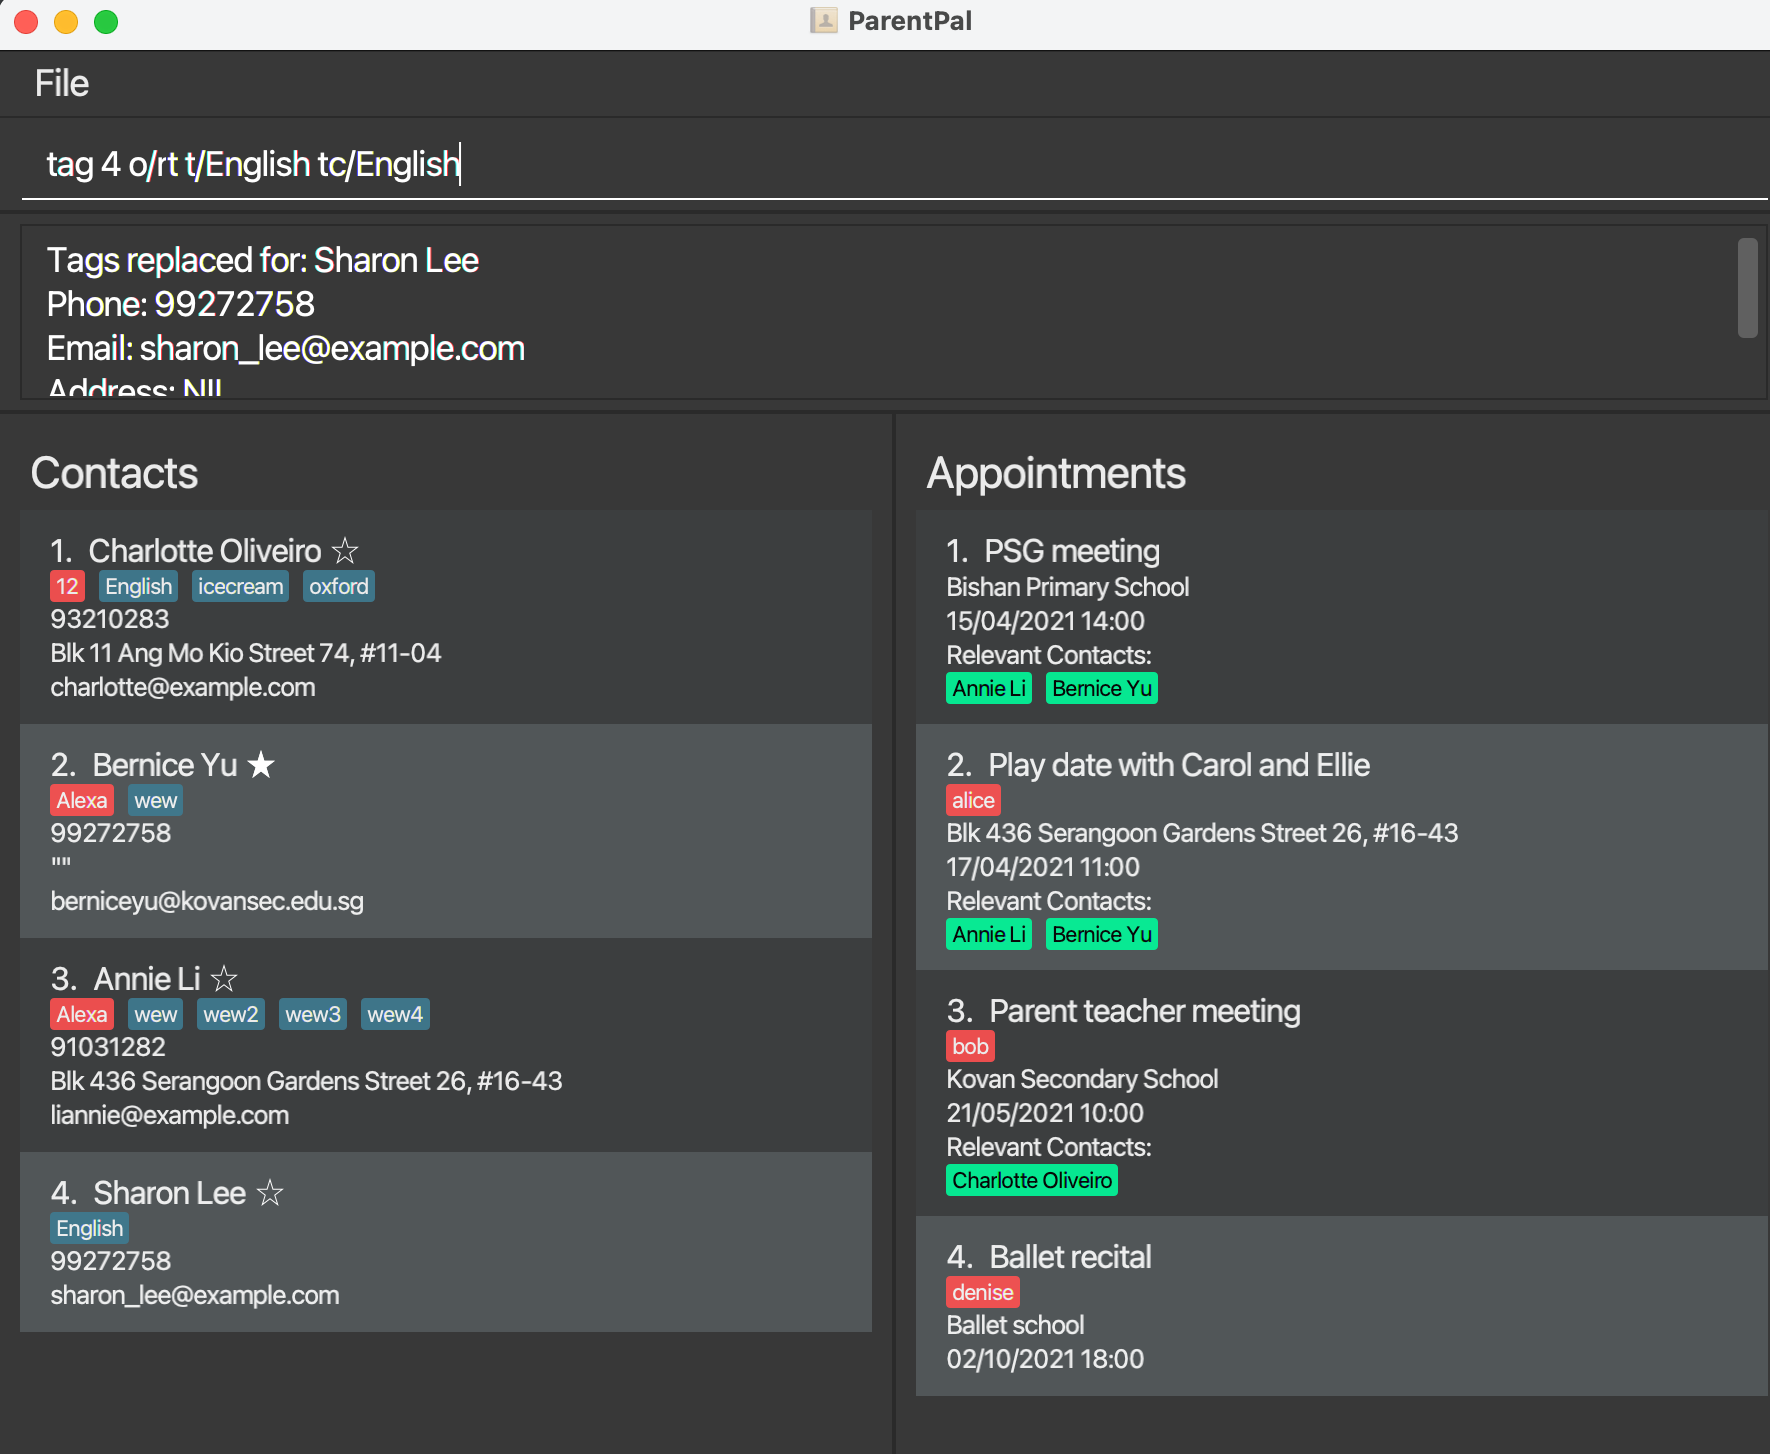 ParentPal
File
tag 4 o/rt t/English tc/English
Tags replaced for: Sharon Lee
Phone: 99272758
Email: sharon_lee@example.com
Address: NIL
Contacts
1. Charlotte Oliveiro ☆
12 English icecream oxford
93210283
Blk 11 Ang Mo Kio Street 74, #11-04
charlotte@example.com
2. Bernice Yu ★
Alexa wew
99272758
""
berniceyu@kovansec.edu.sg
3. Annie Li ☆
Alexa wew wew2 wew3 wew4
91031282
Blk 436 Serangoon Gardens Street 26, #16-43
liannie@example.com
4. Sharon Lee ☆
English
99272758
sharon_lee@example.com
Appointments
1. PSG meeting
Bishan Primary School
15/04/2021 14:00
Relevant Contacts:
Annie Li Bernice Yu
2. Play date with Carol and Ellie
alice
Blk 436 Serangoon Gardens Street 26, #16-43
17/04/2021 11:00
Relevant Contacts:
Annie Li Bernice Yu
3. Parent teacher meeting
bob
Kovan Secondary School
21/05/2021 10:00
Relevant Contacts:
Charlotte Oliveiro
4. Ballet recital
denise
Ballet school
02/10/2021 18:00